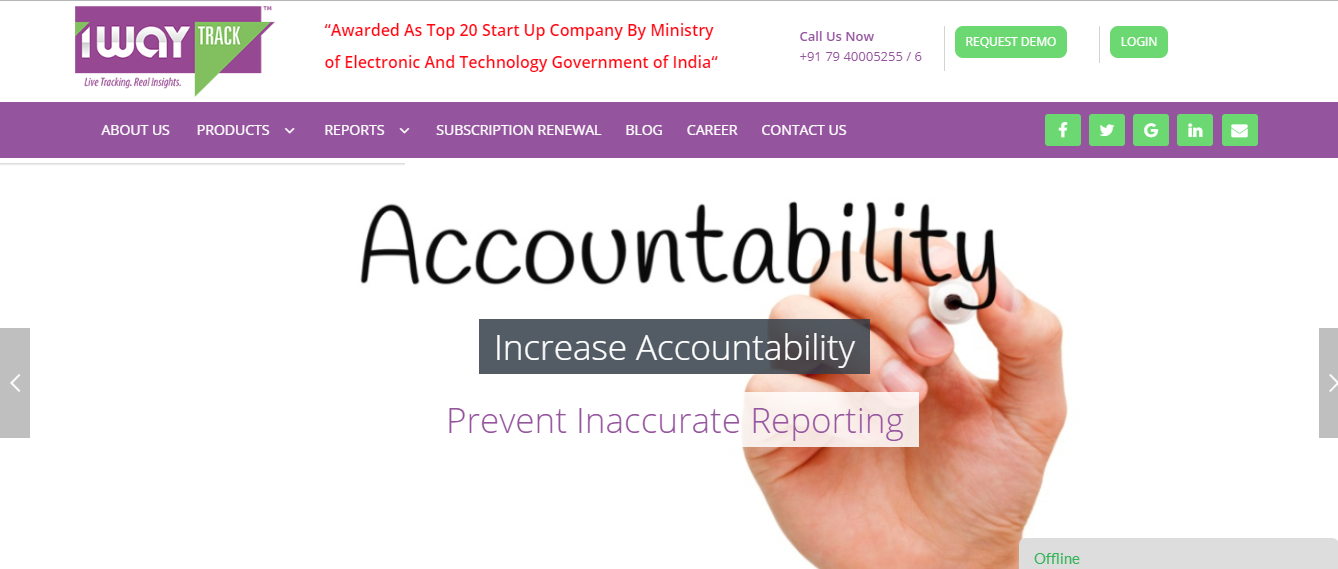 iway TRACK™
Live Tracking. Real Insights.
“Awarded As Top 20 Start Up Company By Ministry
of Electronic And Technology Government of India“
Call Us Now
+91 79 40005255 / 6
REQUEST DEMO
LOGIN
ABOUT US PRODUCTS REPORTS SUBSCRIPTION RENEWAL BLOG CAREER CONTACT US
Accountability
Increase Accountability
Prevent Inaccurate Reporting
Offline